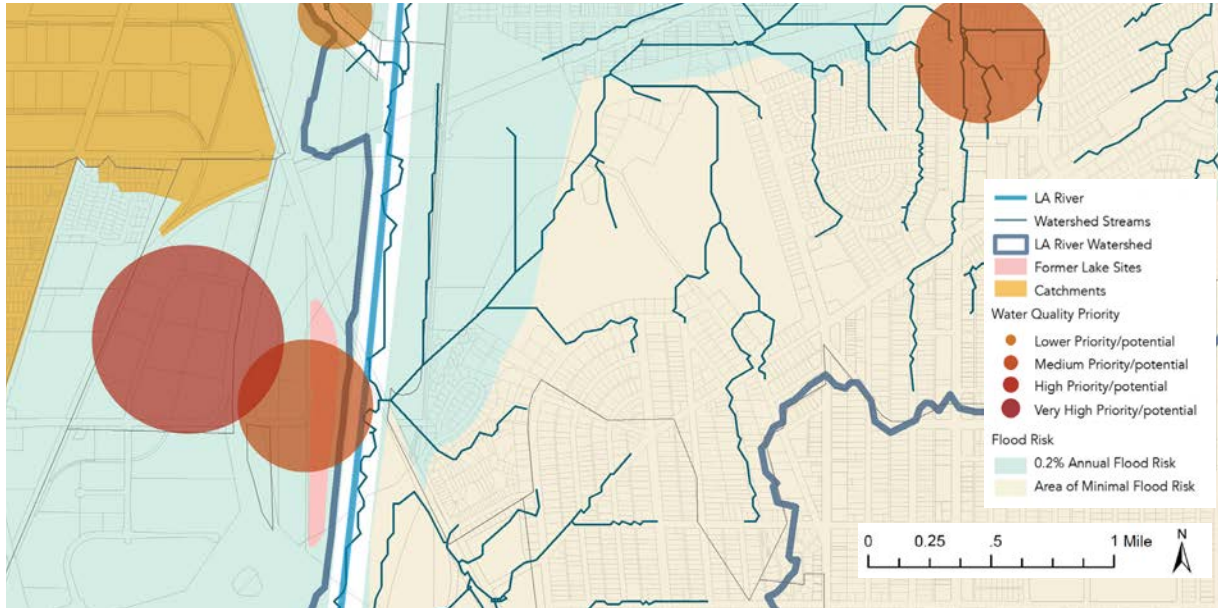 LA River
Watershed Streams
LA River Watershed
Former Lake Sites
Catchments
Water Quality Priority
Lower Priority/potential
Medium Priority/potential
High Priority/potential
Very High Priority/potential
Flood Risk
0.2% Annual Flood Risk
Area of Minimal Flood Risk
0 0.25 .5 1 Mile
N